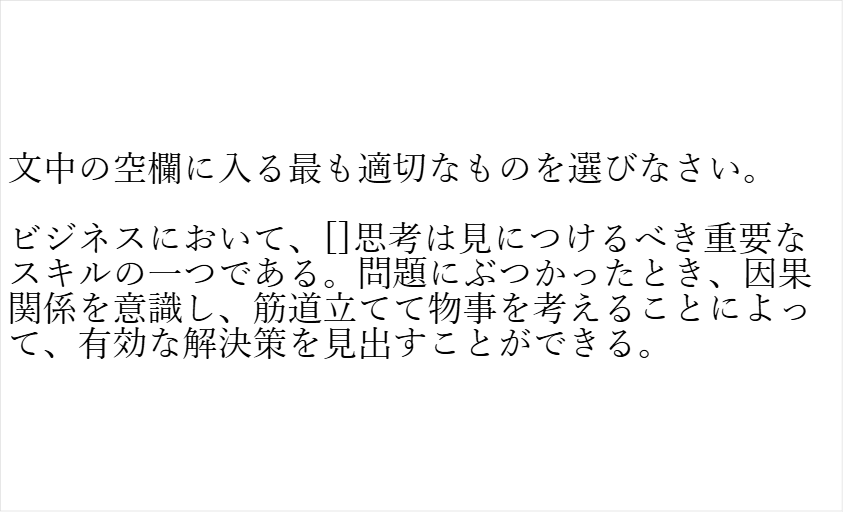 文中の空欄に入る最も適切なものを選びなさい。
ビジネスにおいて、[]思考は見につけるべき重要な
スキルの一つである。問題にぶつかったとき、因果
関係を意識し、筋道立てて物事を考えることによっ
て、有効な解決策を見出すことができる。